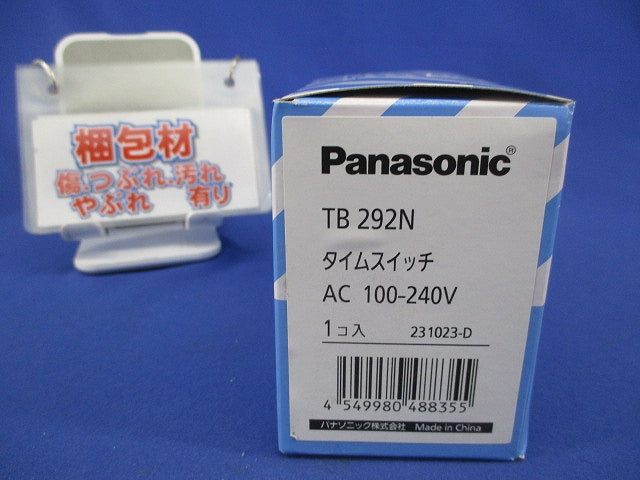 梱包材
傷.つぶれ.汚れ
やぶれ 有り
Panasonic®
TB 292N
タイムスイッチ
AC 100-240V
1コ入 231023-D
4 549980 488355
パナソニック株式会社 Made in China